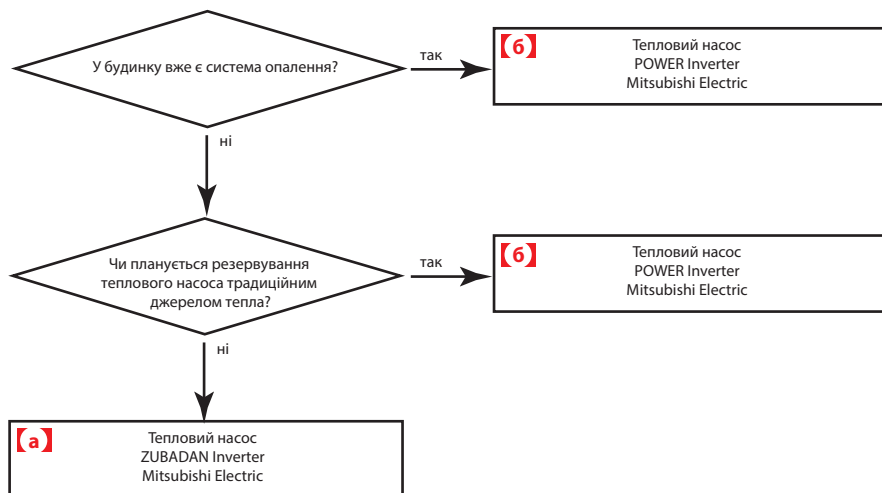 У будинку вже є система опалення?
так
【б】
Тепловий насос
POWER Inverter
Mitsubishi Electric
ні
Чи планується резервування
теплового насоса традиційним
джерелом тепла?
так
【б】
Тепловий насос
POWER Inverter
Mitsubishi Electric
ні
【а】
Тепловий насос
ZUBADAN Inverter
Mitsubishi Electric